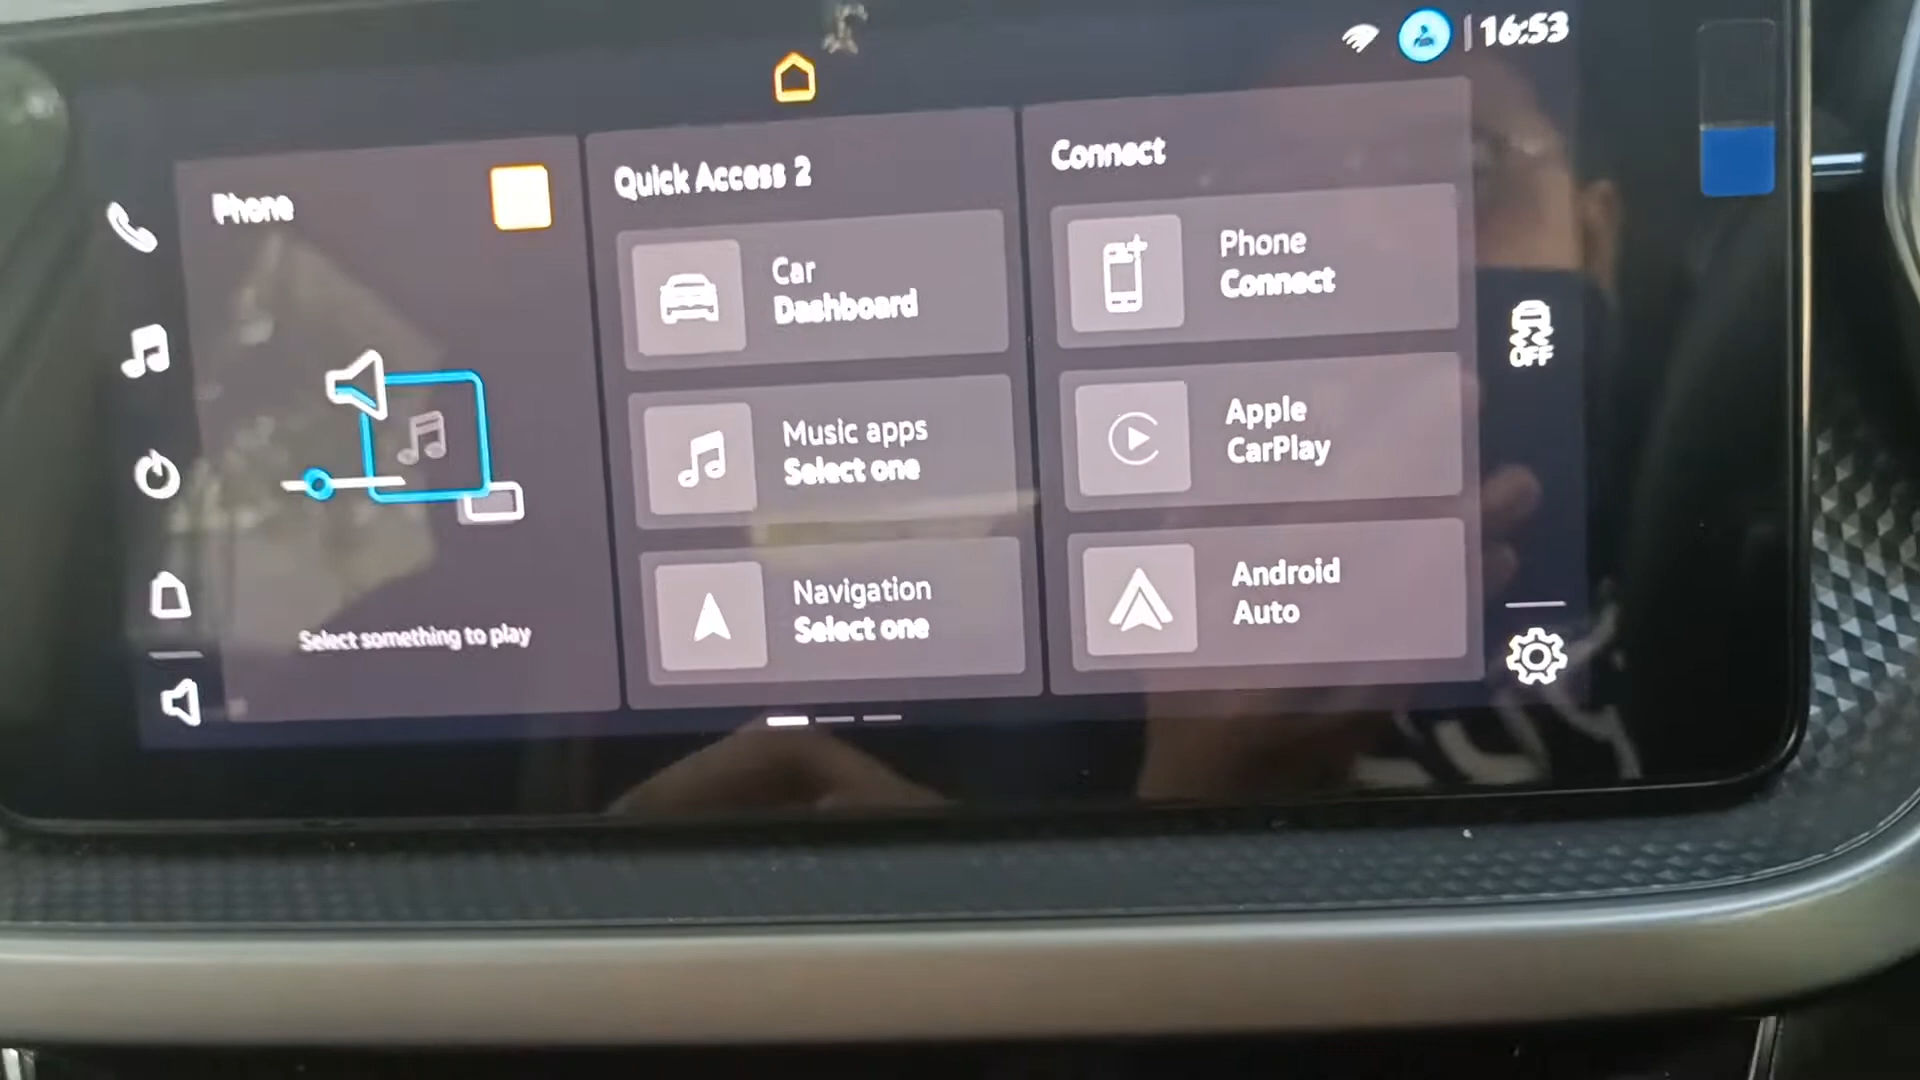 16:53
Phone
Select something to play
Quick Access 2
Car
Dashboard
Music apps
Select one
Navigation
Select one
Connect
Phone
Connect
Apple
CarPlay
Android
Auto
OFF